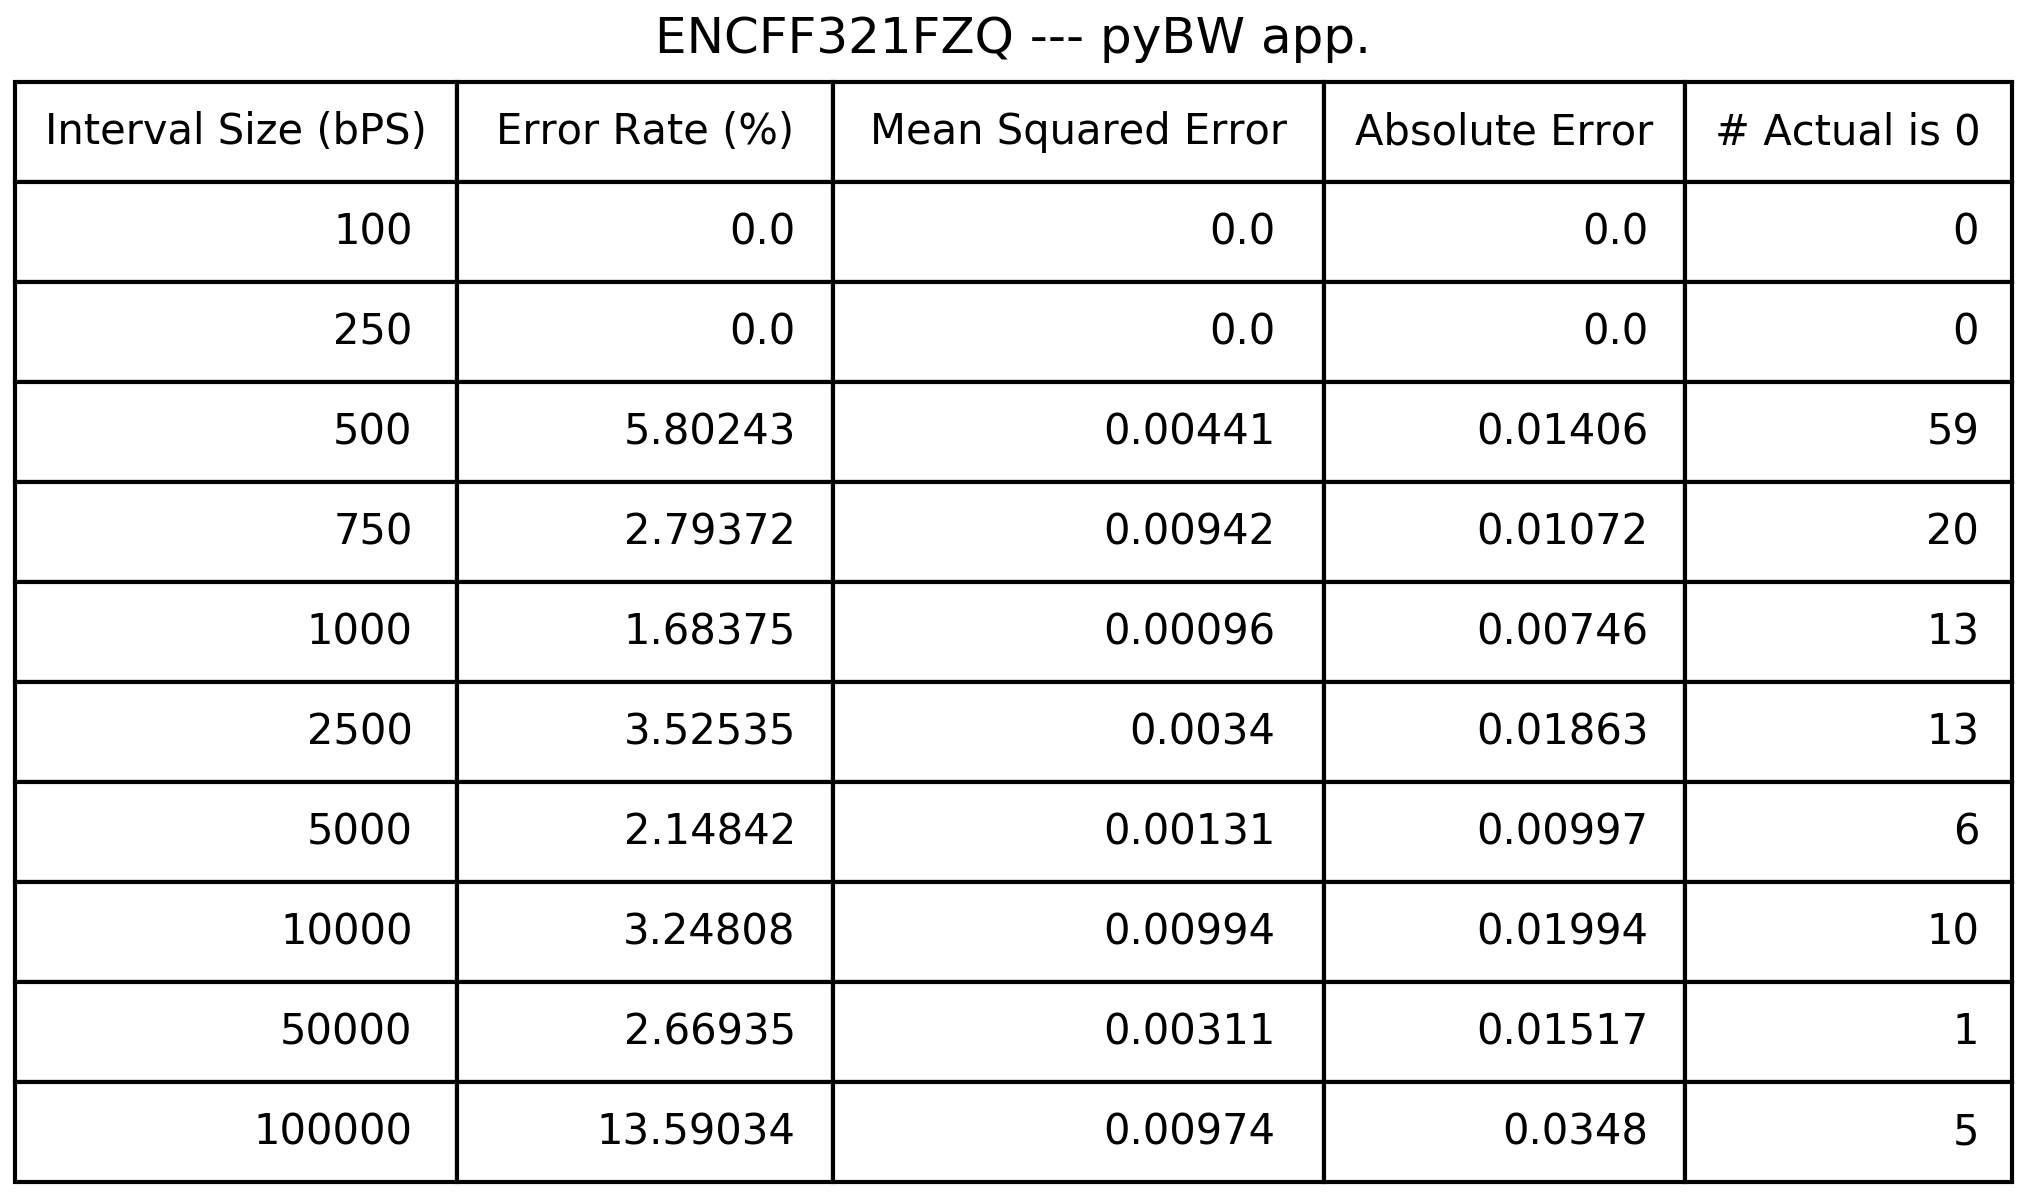 ENCFF321FZQ --- pyBW app.
Interval Size (bPS) Error Rate (%) Mean Squared Error Absolute Error # Actual is 0
100 0.0 0.0 0.0 0
250 0.0 0.0 0.0 0
500 5.80243 0.00441 0.01406 59
750 2.79372 0.00942 0.01072 20
1000 1.68375 0.00096 0.00746 13
2500 3.52535 0.0034 0.01863 13
5000 2.14842 0.00131 0.00997 6
10000 3.24808 0.00994 0.01994 10
50000 2.66935 0.00311 0.01517 1
100000 13.59034 0.00974 0.0348 5